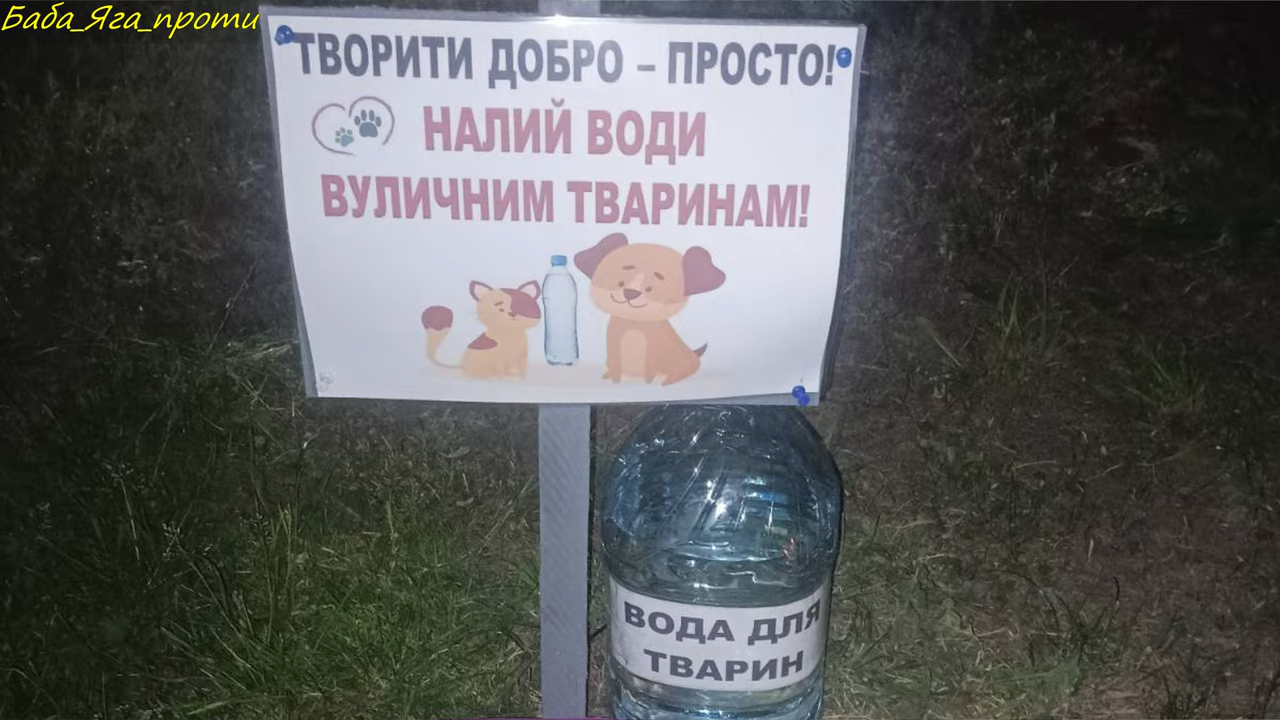 Баба_Яга_проти
ТВОРИТИ ДОБРО – ПРОСТО!
НАЛИЙ ВОДИ
ВУЛИЧНИМ ТВАРИНАМ!
ВОДА ДЛЯ
ТВАРИН